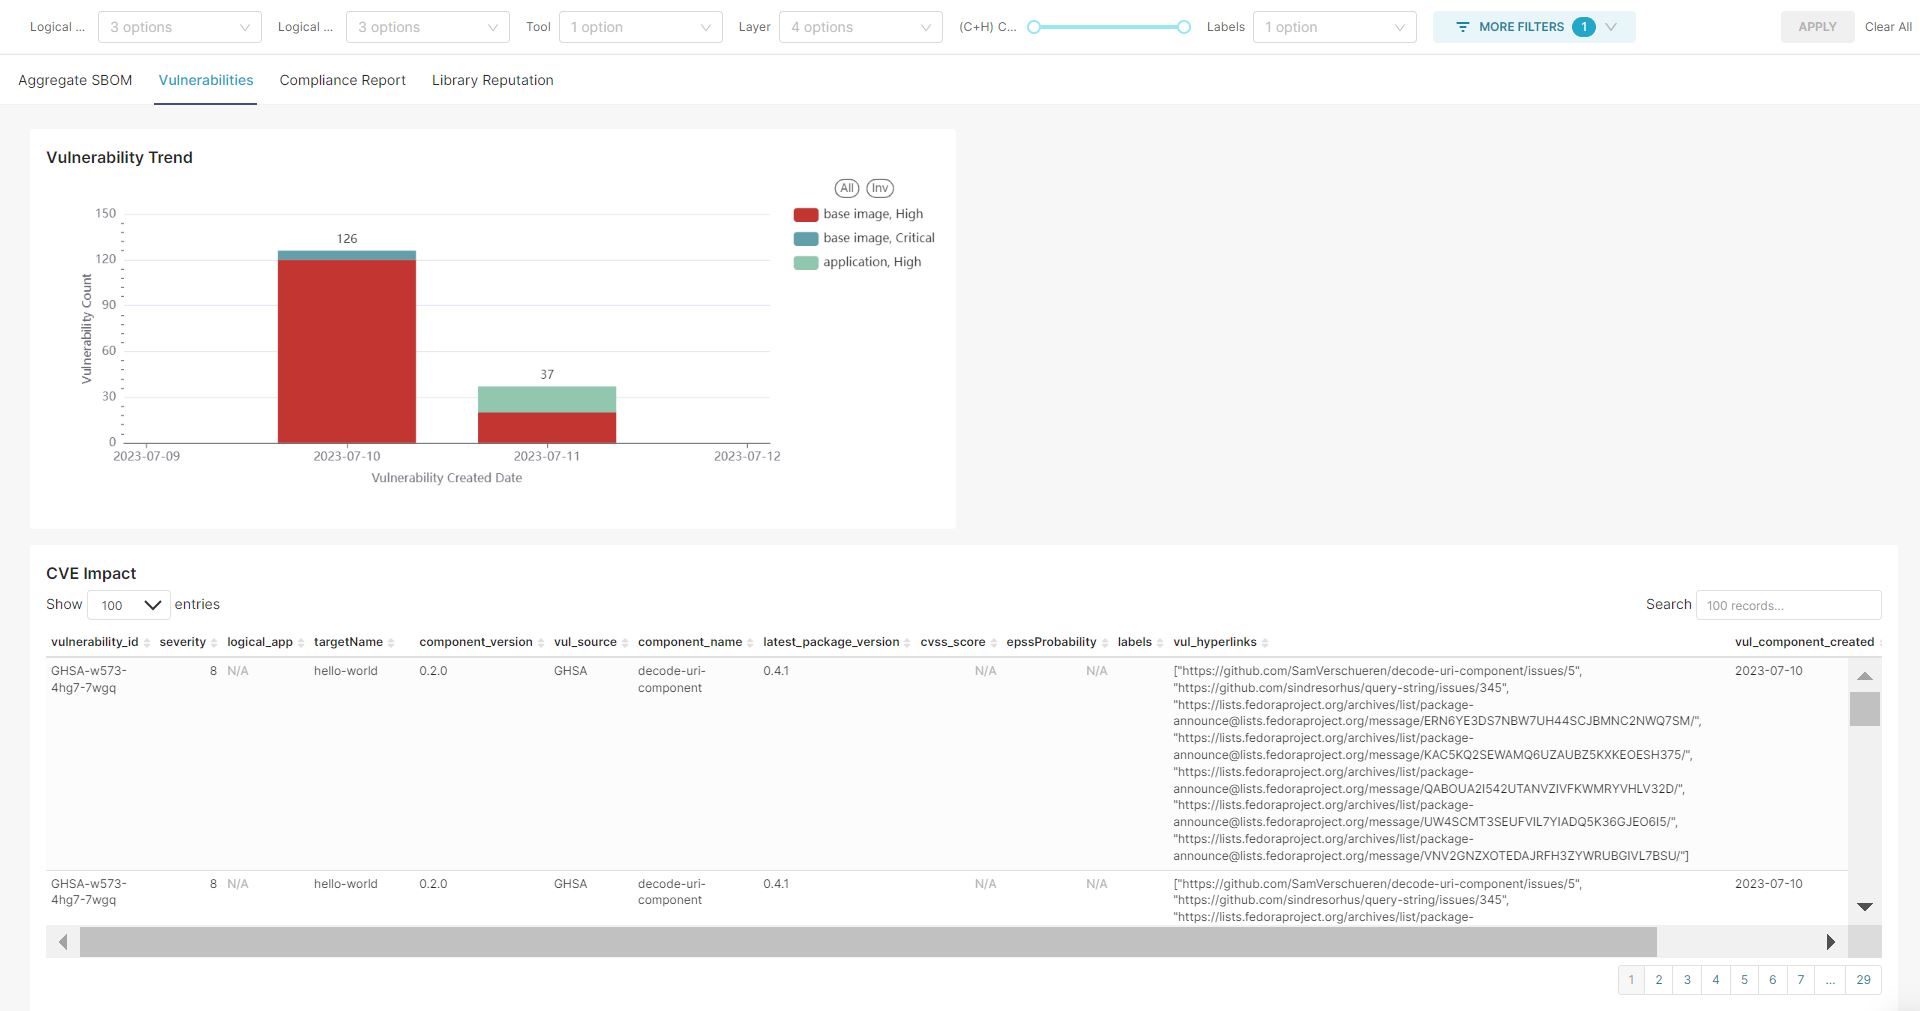 Logical ... 3 options Logical ... 3 options Tool 1 option Layer 4 options (C+H) C... Labels 1 option MORE FILTERS 1 APPLY Clear All
Aggregate SBOM Vulnerabilities Compliance Report Library Reputation
Vulnerability Trend
All Inv
base image, High
base image, Critical
application, High
Vulnerability Count
150
120
90
60
30
0
126
37
2023-07-09 2023-07-10 2023-07-11 2023-07-12
Vulnerability Created Date
CVE Impact
Show 100 entries Search 100 records...
vulnerability_id severity logical_app targetName component_version vul_source component_name latest_package_version cvss_score epssProbability labels vul_hyperlinks vul_component_created
GHSA-w573- 8 N/A hello-world 0.2.0 GHSA decode-uri- 0.4.1 N/A N/A ["https://github.com/SamVerschueren/decode-uri-component/issues/5", 2023-07-10
4hg7-7wgq component "https://github.com/sindresorhus/query-string/issues/345",
"https://lists.fedoraproject.org/archives/list/package-
announce@lists.fedoraproject.org/message/ERN6YE3DS7NBW7UH44SCJBMNC2NWQ7SM/",
"https://lists.fedoraproject.org/archives/list/package-
announce@lists.fedoraproject.org/message/KAC5KQ2SEWAMQ6UZAUBZ5KXKEOESH375/",
"https://lists.fedoraproject.org/archives/list/package-
announce@lists.fedoraproject.org/message/QABOUA2I542UTANVZIVFKWMRYVHLV32D/",
"https://lists.fedoraproject.org/archives/list/package-
announce@lists.fedoraproject.org/message/UW4SCMT3SEUFVIL7YIADQ5K36GJEO6I5/",
"https://lists.fedoraproject.org/archives/list/package-
announce@lists.fedoraproject.org/message/VNV2GNZXOTEDAJRFH3ZYWRUBGIVL7BSU/"]
GHSA-w573- 8 N/A hello-world 0.2.0 GHSA decode-uri- 0.4.1 N/A N/A ["https://github.com/SamVerschueren/decode-uri-component/issues/5", 2023-07-10
4hg7-7wgq component "https://github.com/sindresorhus/query-string/issues/345",
"https://lists.fedoraproject.org/archives/list/package-
1 2 3 4 5 6 7 ... 29